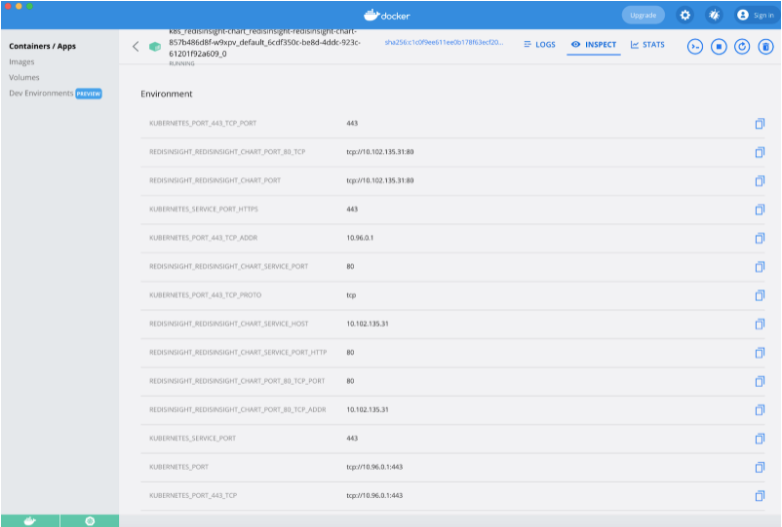 docker
Upgrade
Sign in
Containers / Apps
Images
Volumes
Dev Environments PREVIEW
k8s_redisinsight-chart_redisinsight-redisinsight-chart-
857b486d8f-w9xpv_default_6cdf350c-be8d-4ddc-923c-
61201f92a609_0
RUNNING
LOGS
INSPECT
STATS
Environment
KUBERNETES_PORT_443_TCP_PORT 443
REDISINSIGHT_REDISINSIGHT_CHART_PORT_80_TCP tcp://10.102.135.31:80
REDISINSIGHT_REDISINSIGHT_CHART_PORT tcp://10.102.135.31:80
KUBERNETES_SERVICE_PORT_HTTPS 443
KUBERNETES_PORT_443_TCP_ADDR 10.96.0.1
REDISINSIGHT_REDISINSIGHT_CHART_SERVICE_PORT 80
KUBERNETES_PORT_443_TCP_PROTO tcp
REDISINSIGHT_REDISINSIGHT_CHART_SERVICE_HOST 10.102.135.31
REDISINSIGHT_REDISINSIGHT_CHART_SERVICE_PORT_HTTP 80
REDISINSIGHT_REDISINSIGHT_CHART_PORT_80_TCP_PORT 80
REDISINSIGHT_REDISINSIGHT_CHART_PORT_80_TCP_ADDR 10.102.135.31
KUBERNETES_SERVICE_PORT 443
KUBERNETES_PORT tcp://10.96.0.1:443
KUBERNETES_PORT_443_TCP tcp://10.96.0.1:443